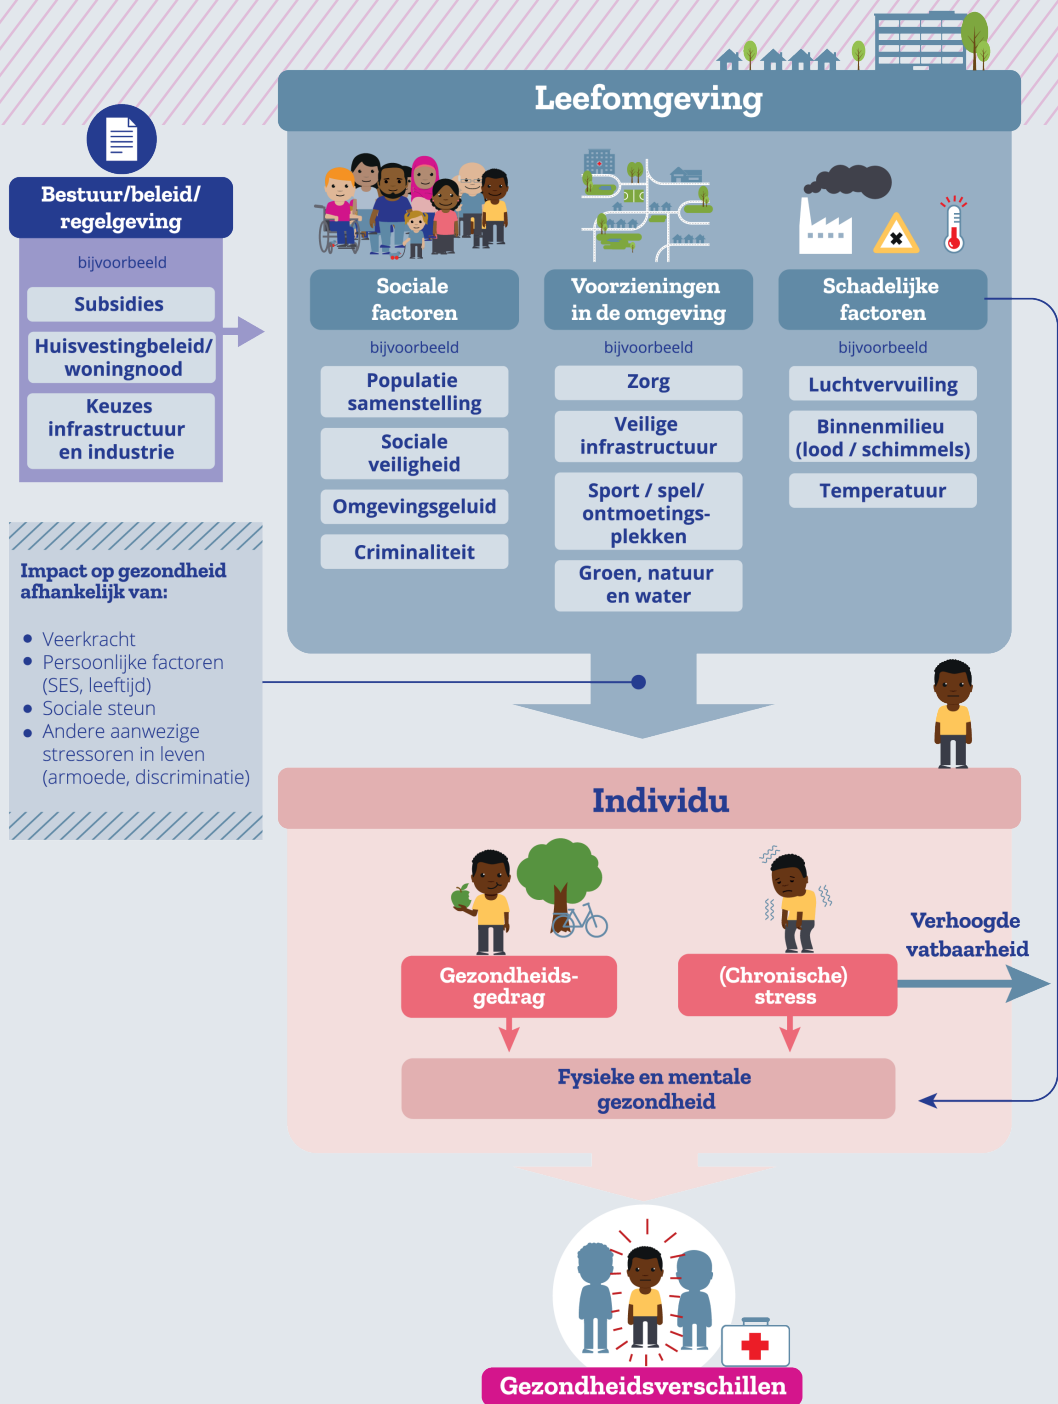 Leefomgeving
Bestuur/beleid/
regelgeving
bijvoorbeeld
Subsidies
Huisvestingbeleid/
woningnood
Keuzes
infrastructuur
en industrie
Sociale
factoren
bijvoorbeeld
Populatie
samenstelling
Sociale
veiligheid
Omgevingsgeluid
Criminaliteit
Voorzieningen
in de omgeving
bijvoorbeeld
Zorg
Veilige
infrastructuur
Sport / spel/
ontmoetings-
plekken
Groen, natuur
en water
Schadelijke
factoren
bijvoorbeeld
Luchtvervuiling
Binnenmilieu
(lood / schimmels)
Temperatuur
Impact op gezondheid
afhankelijk van:
• Veerkracht
• Persoonlijke factoren
(SES, leeftijd)
• Sociale steun
• Andere aanwezige
stressoren in leven
(armoede, discriminatie)
Individu
Gezondheids-
gedrag
(Chronische)
stress
Verhoogde
vatbaarheid
Fysieke en mentale
gezondheid
Gezondheidsverschillen